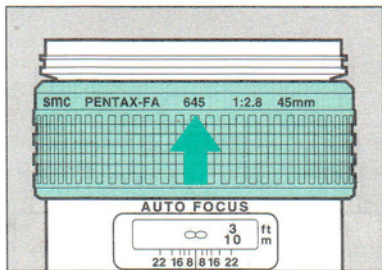 smc PENTAX-FA 645 1:2.8 45mm
AUTO FOCUS
∞ 3 ft
10 m
22 16 8 8 16 22